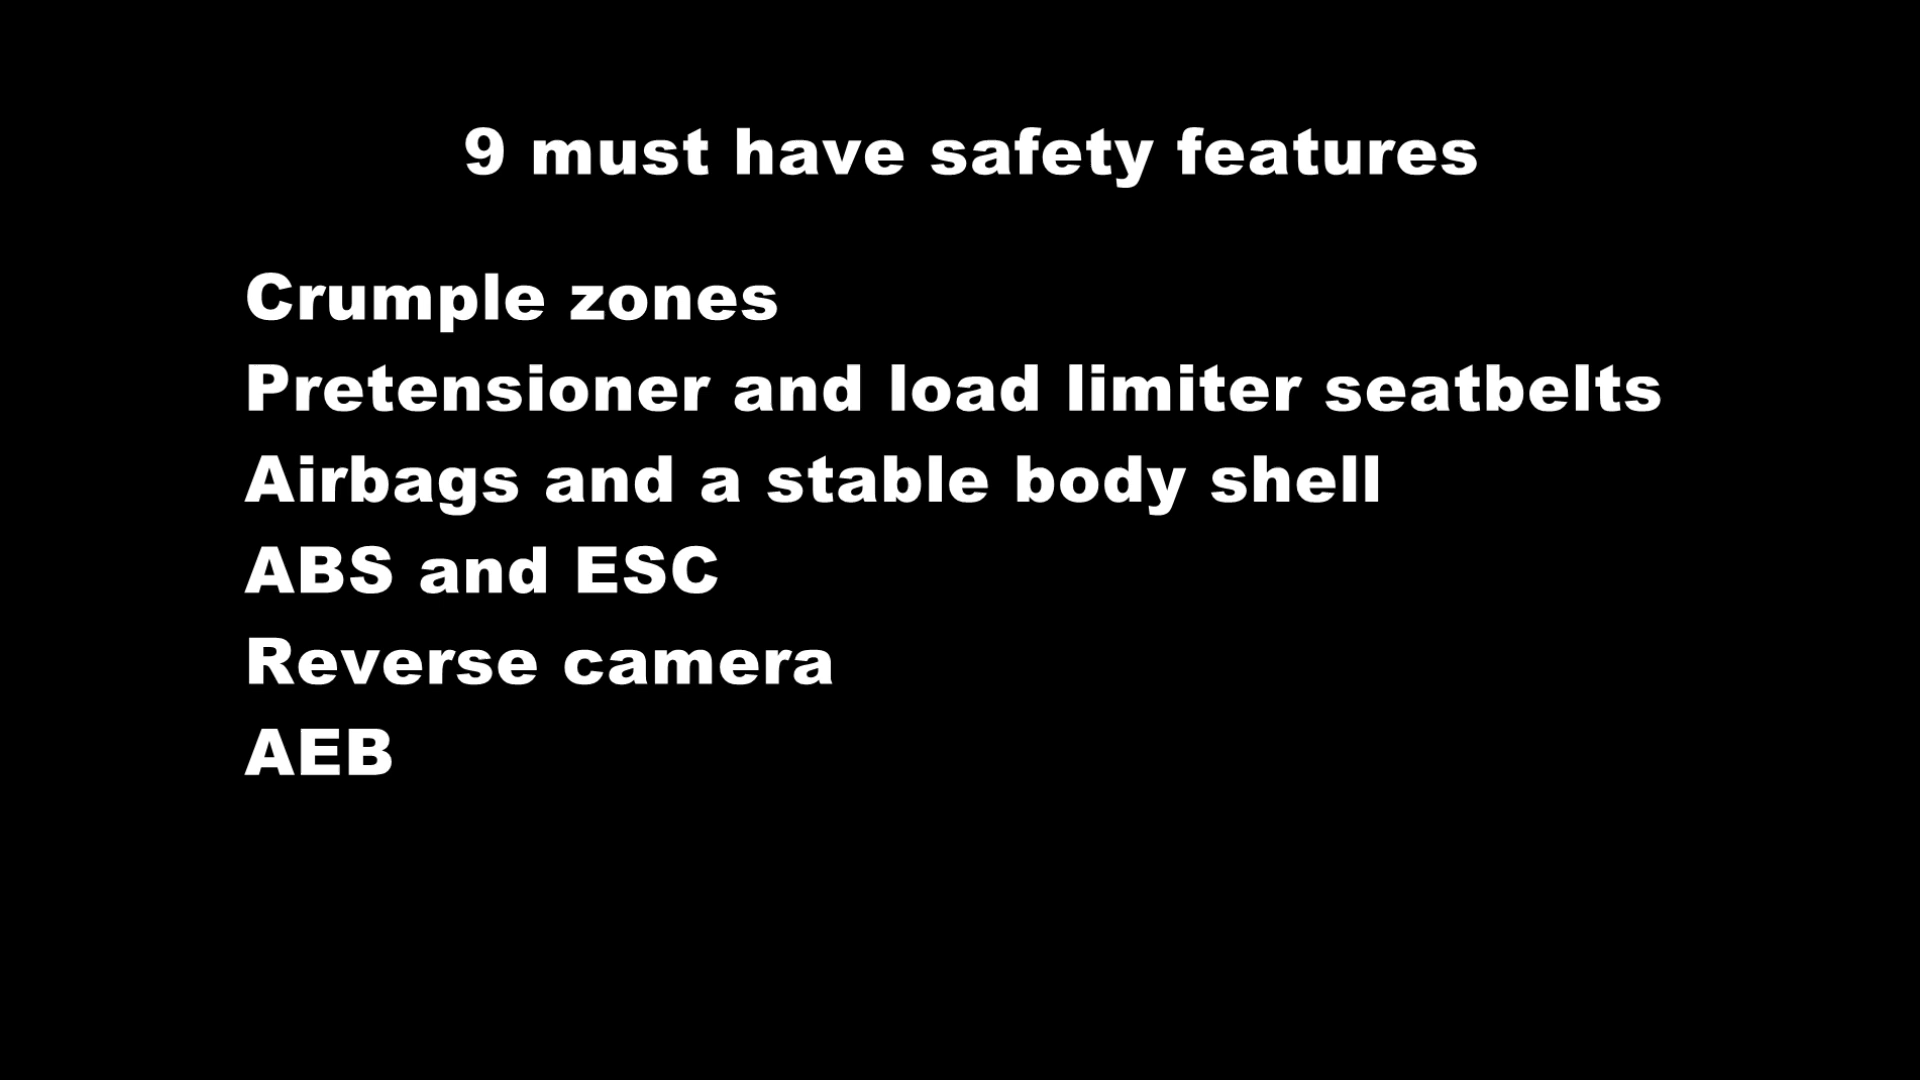 9 must have safety features
Crumple zones
Pretensioner and load limiter seatbelts
Airbags and a stable body shell
ABS and ESC
Reverse camera
AEB